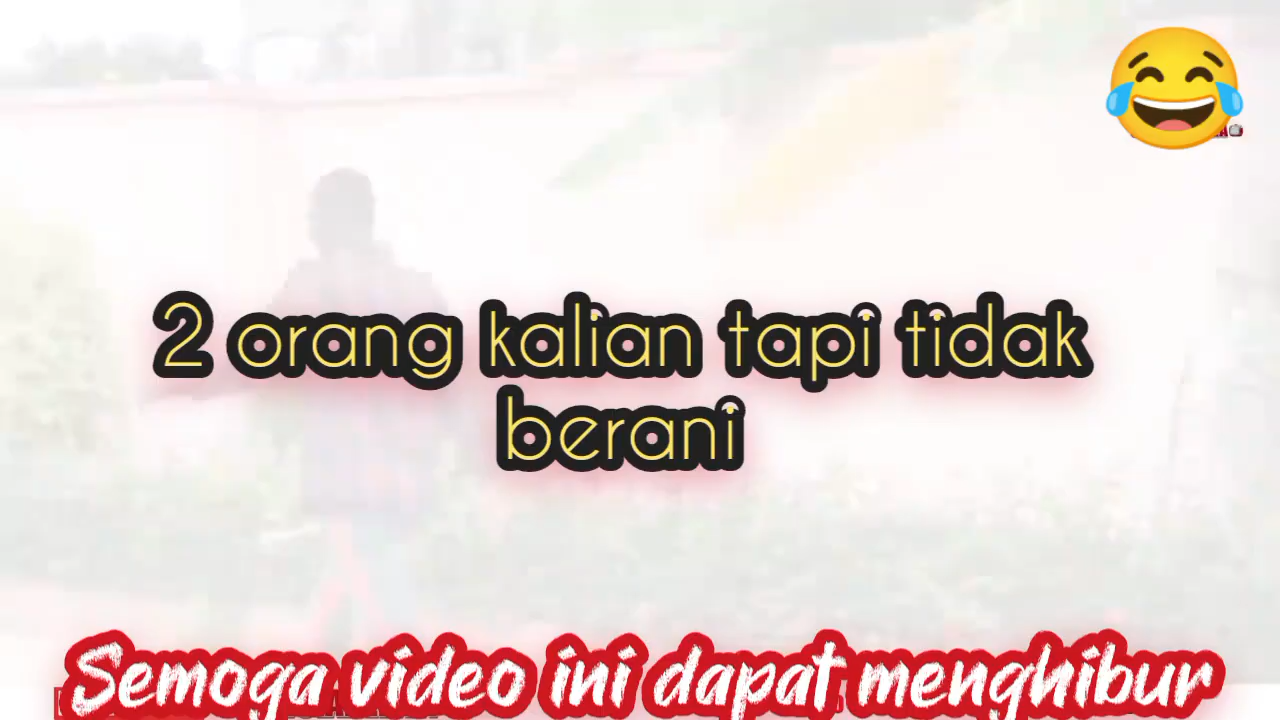 2 orang kalian tapi tidak
berani
Semoga video ini dapat menghibur